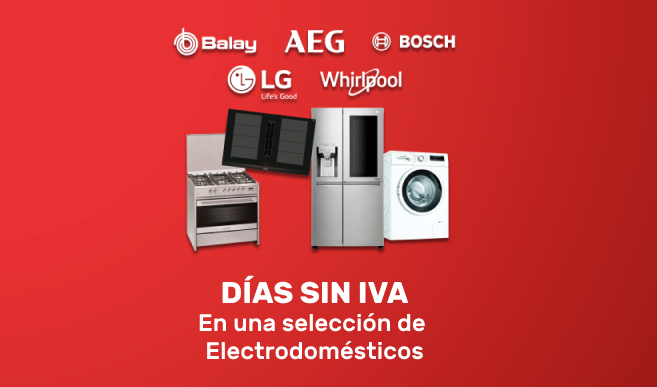 Balay AEG BOSCH
LG Whirlpool
Life's Good
DÍAS SIN IVA
En una selección de
Electrodomésticos